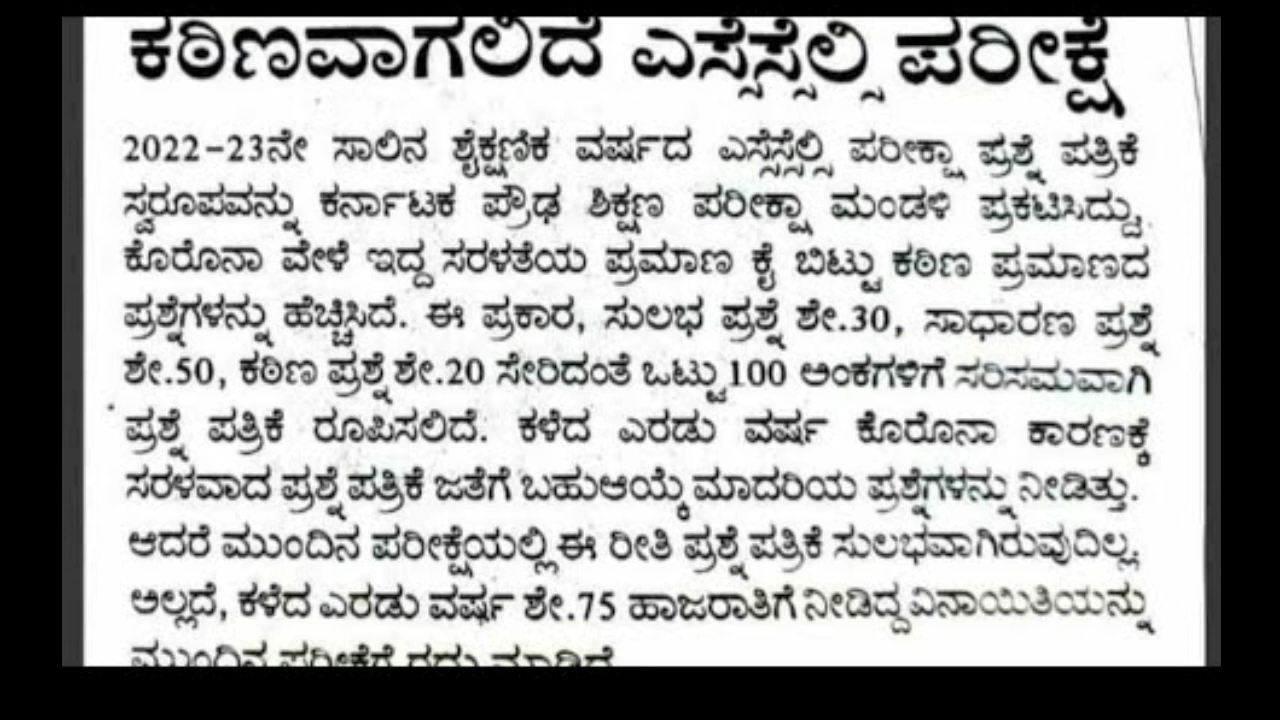 ಕಠಿಣವಾಗಲಿದೆ ಎಸ್ಸೆಸ್ಸೆಲ್ಸಿ ಪರೀಕ್ಷೆ
2022-23ನೇ ಸಾಲಿನ ಶೈಕ್ಷಣಿಕ ವರ್ಷದ ಎಸ್ಸೆಸ್ಸೆಲ್ಸಿ ಪರೀಕ್ಷಾ ಪ್ರಶ್ನೆ ಪತ್ರಿಕೆ
ಸ್ವರೂಪವನ್ನು ಕರ್ನಾಟಕ ಪ್ರೌಢ ಶಿಕ್ಷಣ ಪರೀಕ್ಷಾ ಮಂಡಳಿ ಪ್ರಕಟಿಸಿದ್ದು,
ಕೊರೊನಾ ವೇಳೆ ಇದ್ದ ಸರಳತೆಯ ಪ್ರಮಾಣ ಕೈ ಬಿಟ್ಟು ಕಠಿಣ ಪ್ರಮಾಣದ
ಪ್ರಶ್ನೆಗಳನ್ನು ಹೆಚ್ಚಿಸಿದೆ. ಈ ಪ್ರಕಾರ, ಸುಲಭ ಪ್ರಶ್ನೆ ಶೇ.30, ಸಾಧಾರಣ ಪ್ರಶ್ನೆ
ಶೇ.50, ಕಠಿಣ ಪ್ರಶ್ನೆ ಶೇ.20 ಸೇರಿದಂತೆ ಒಟ್ಟು 100 ಅಂಕಗಳಿಗೆ ಸರಿಸಮವಾಗಿ
ಪ್ರಶ್ನೆ ಪತ್ರಿಕೆ ರೂಪಿಸಲಿದೆ. ಕಳೆದ ಎರಡು ವರ್ಷ ಕೊರೊನಾ ಕಾರಣಕ್ಕೆ
ಸರಳವಾದ ಪ್ರಶ್ನೆ ಪತ್ರಿಕೆ ಜತೆಗೆ ಬಹುಆಯ್ಕೆ ಮಾದರಿಯ ಪ್ರಶ್ನೆಗಳನ್ನು ನೀಡಿತ್ತು.
ಆದರೆ ಮುಂದಿನ ಪರೀಕ್ಷೆಯಲ್ಲಿ ಈ ರೀತಿ ಪ್ರಶ್ನೆ ಪತ್ರಿಕೆ ಸುಲಭವಾಗಿರುವುದಿಲ್ಲ.
ಅಲ್ಲದೆ, ಕಳೆದ ಎರಡು ವರ್ಷ ಶೇ.75 ಹಾಜರಾತಿಗೆ ನೀಡಿದ್ದ ವಿನಾಯಿತಿಯನ್ನು
ಮುಂದಿನ ಪರೀಕ್ಷೆಗೆ ರದ್ದು ಮಾಡಿದೆ.